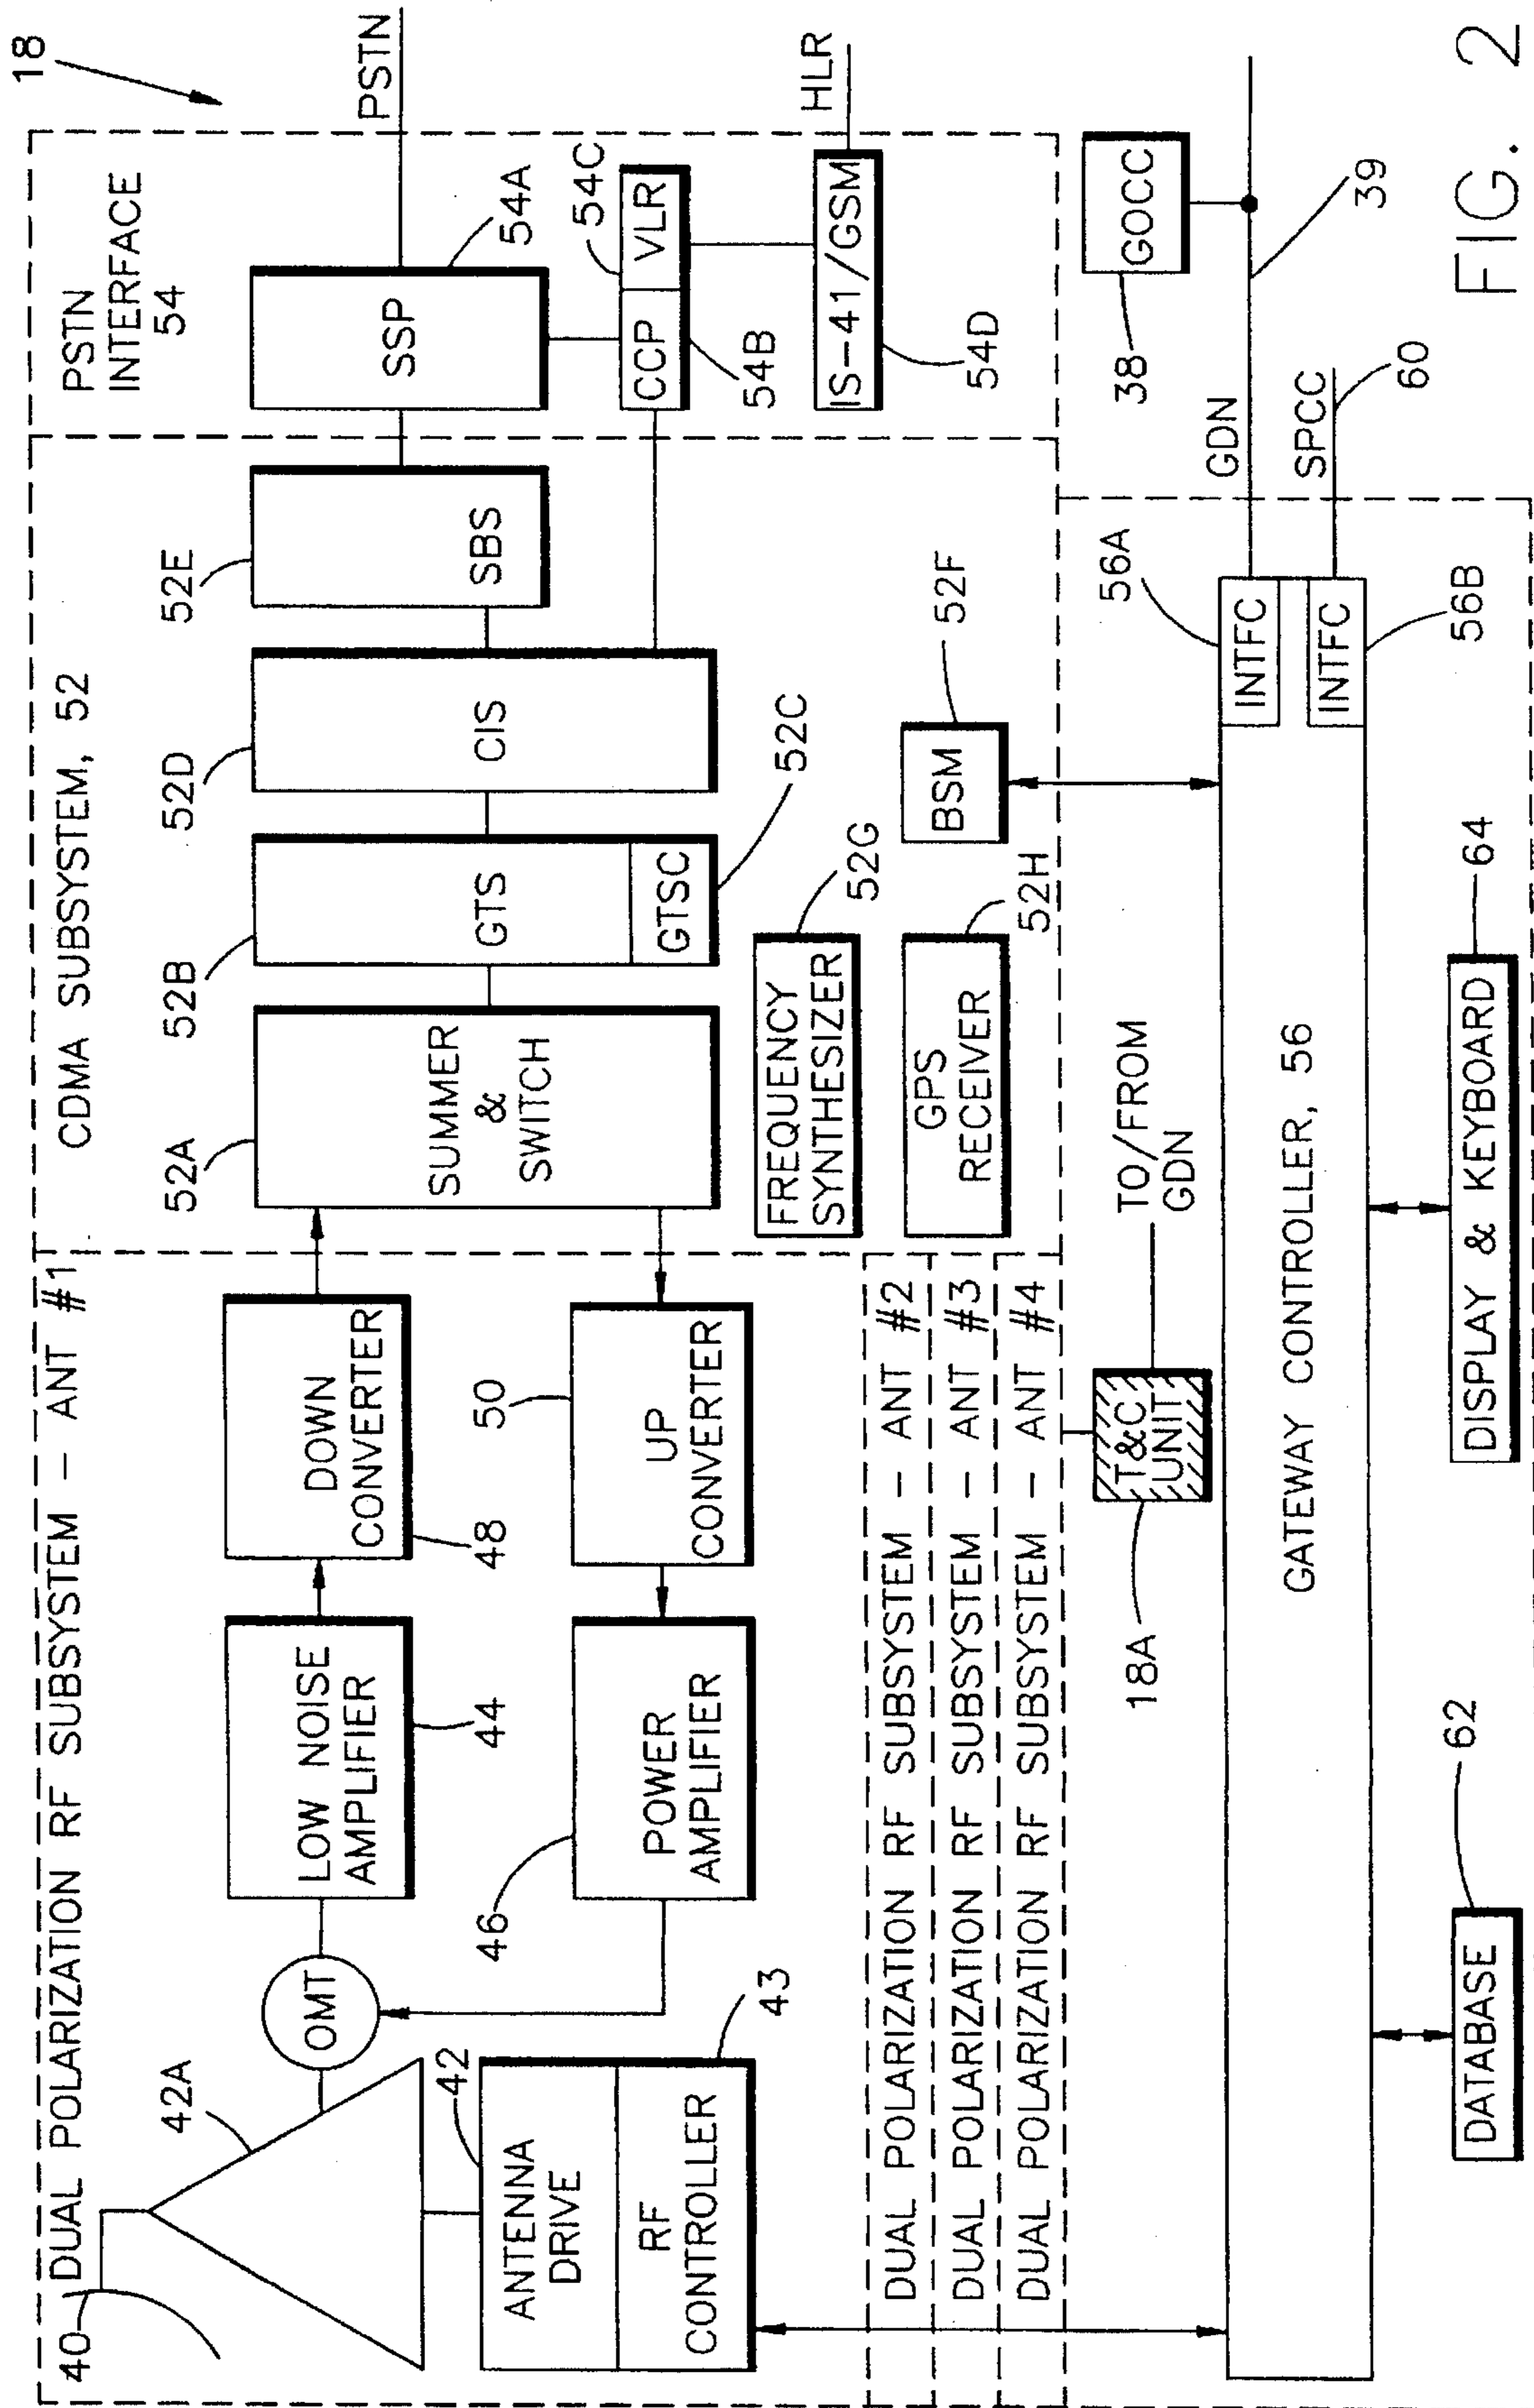 18
40
DUAL POLARIZATION RF SUBSYSTEM – ANT #1
CDMA SUBSYSTEM, 52
PSTN
INTERFACE
54
PSTN
42A
OMT
LOW NOISE
AMPLIFIER
44
DOWN
CONVERTER
48
52A
SUMMER
&
SWITCH
52B
GTS
GTSC
52C
52D
CIS
52E
SBS
SSP
54A
CCP
VLR
54C
54B
IS-41/GSM
54D
HLR
ANTENNA
DRIVE
42
RF
CONTROLLER
43
46
POWER
AMPLIFIER
50
UP
CONVERTER
FREQUENCY
SYNTHESIZER
52G
GPS
RECEIVER
52H
BSM
52F
DUAL POLARIZATION RF SUBSYSTEM – ANT #2
DUAL POLARIZATION RF SUBSYSTEM – ANT #3
DUAL POLARIZATION RF SUBSYSTEM – ANT #4
18A
T&C
UNIT
TO/FROM
GDN
GATEWAY CONTROLLER, 56
56A
INTFC
INTFC
56B
GDN
SPCC
60
38
GOCC
39
DATABASE
62
DISPLAY & KEYBOARD
64
FIG. 2